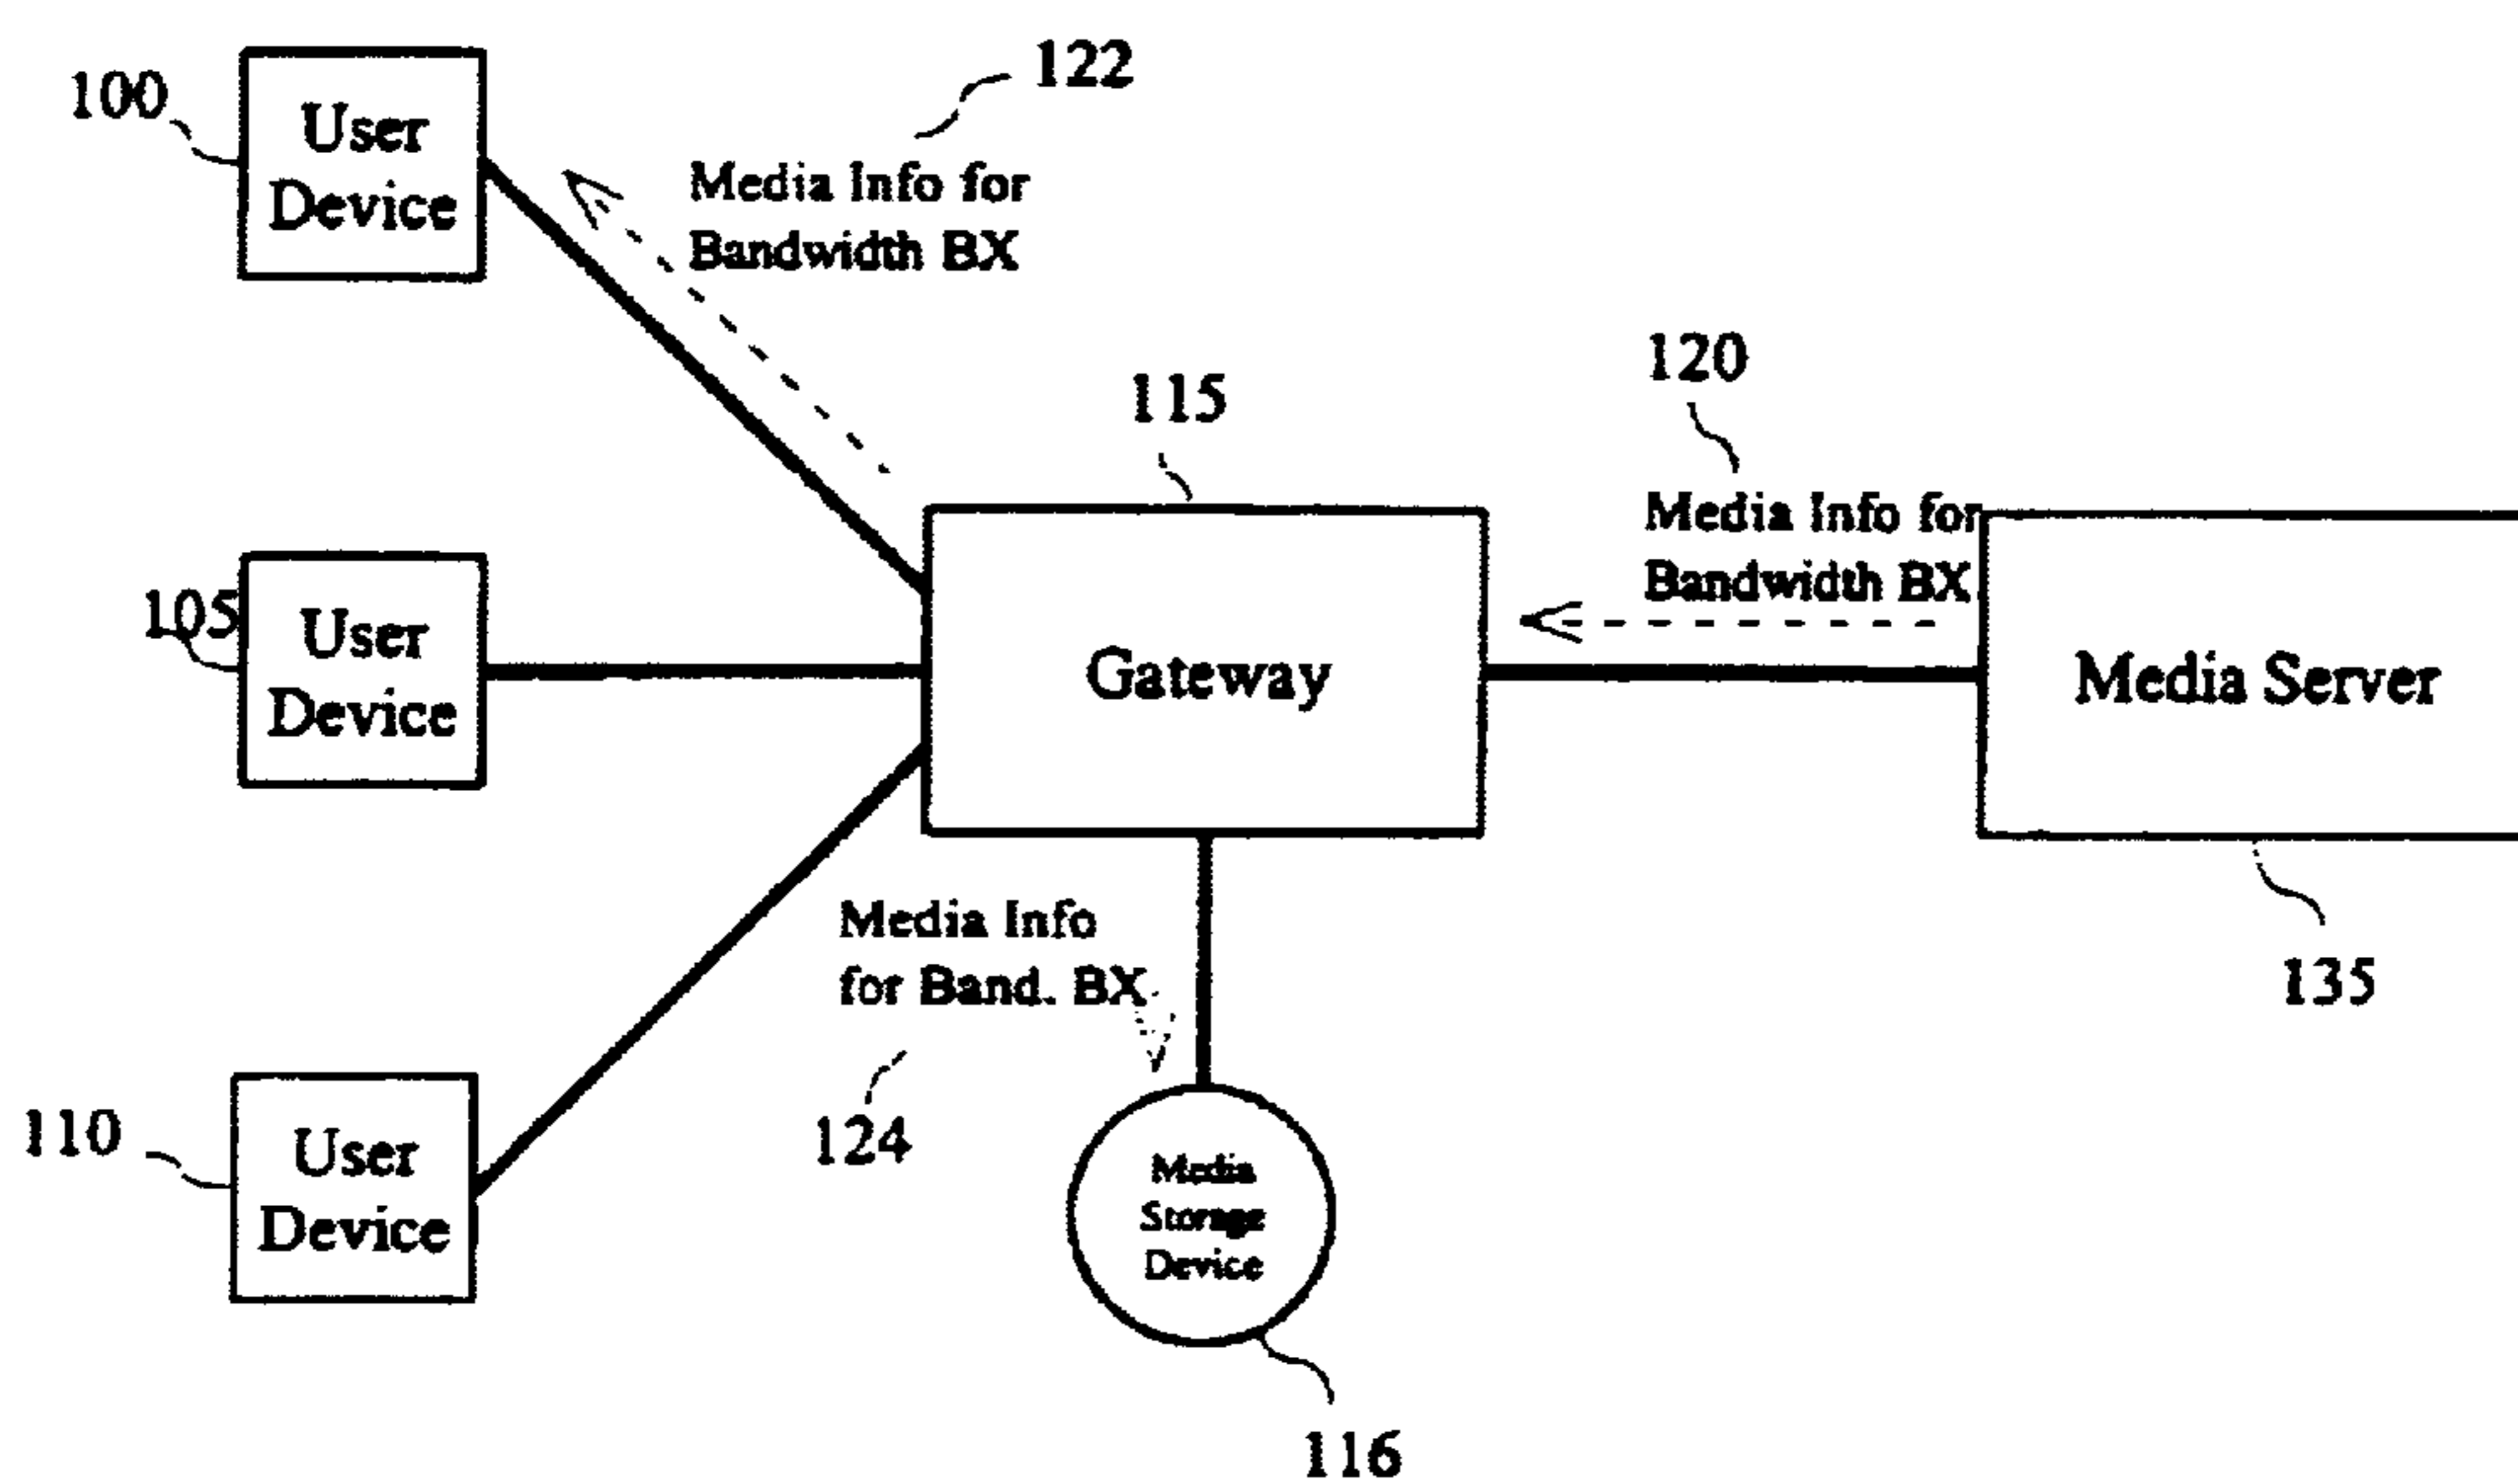 122
100
User
Device
Media Info for
Bandwidth BX
120
115
Media Info for
Bandwidth BX
105
User
Device
Gateway
Media Server
Media Info
for Band. BX
135
110
User
Device
124
Media
Storage
Device
116